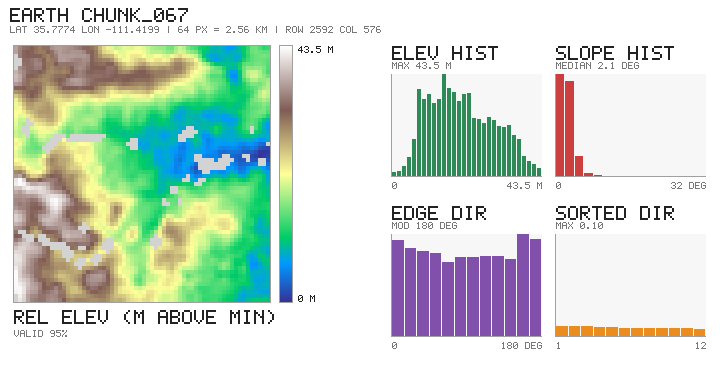 EARTH CHUNK_067
LAT 35.7774 LON -111.4199 | 64 PX = 2.56 KM | ROW 2592 COL 576
43.5 M
0 M
REL ELEV (M ABOVE MIN)
VALID 95%
ELEV HIST
MAX 43.5 M
0 43.5 M
SLOPE HIST
MEDIAN 2.1 DEG
0 32 DEG
EDGE DIR
MOD 180 DEG
0 180 DEG
SORTED DIR
MAX 0.10
1 12